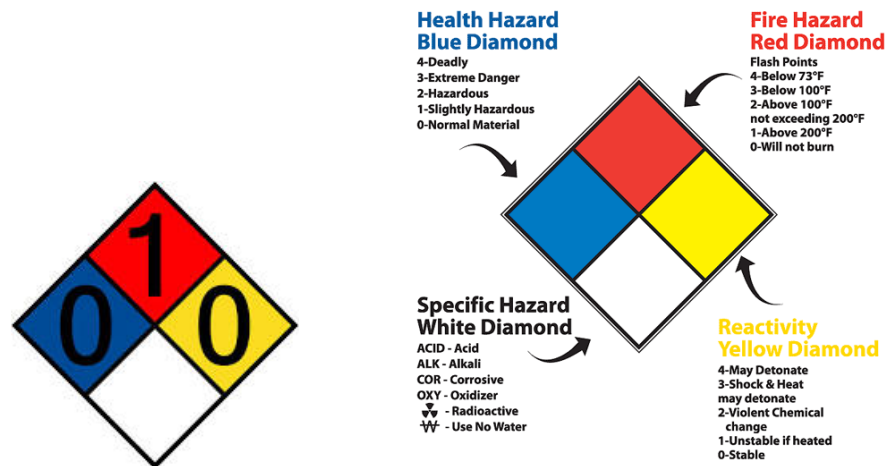 Health Hazard
Blue Diamond
4-Deadly
3-Extreme Danger
2-Hazardous
1-Slightly Hazardous
0-Normal Material
Fire Hazard
Red Diamond
Flash Points
4-Below 73°F
3-Below 100°F
2-Above 100°F
not exceeding 200°F
1-Above 200°F
0-Will not burn
1
0 0
Specific Hazard
White Diamond
ACID - Acid
ALK - Alkali
COR - Corrosive
OXY - Oxidizer
- Radioactive
W - Use No Water
Reactivity
Yellow Diamond
4-May Detonate
3-Shock & Heat
may detonate
2-Violent Chemical
change
1-Unstable if heated
0-Stable